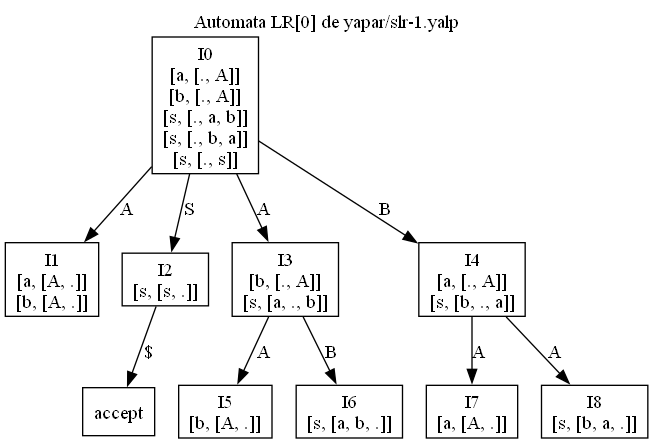 Automata LR[0] de yapar/slr-1.yalp
I0
[a, [., A]]
[b, [., A]]
[s, [., a, b]]
[s, [., b, a]]
[s, [., s]]
A
S
A
B
I1
[a, [A, .]]
[b, [A, .]]
I2
[s, [s, .]]
I3
[b, [., A]]
[s, [a, ., b]]
I4
[a, [., A]]
[s, [b, ., a]]
$
A
B
A
A
accept
I5
[b, [A, .]]
I6
[s, [a, b, .]]
I7
[a, [A, .]]
I8
[s, [b, a, .]]